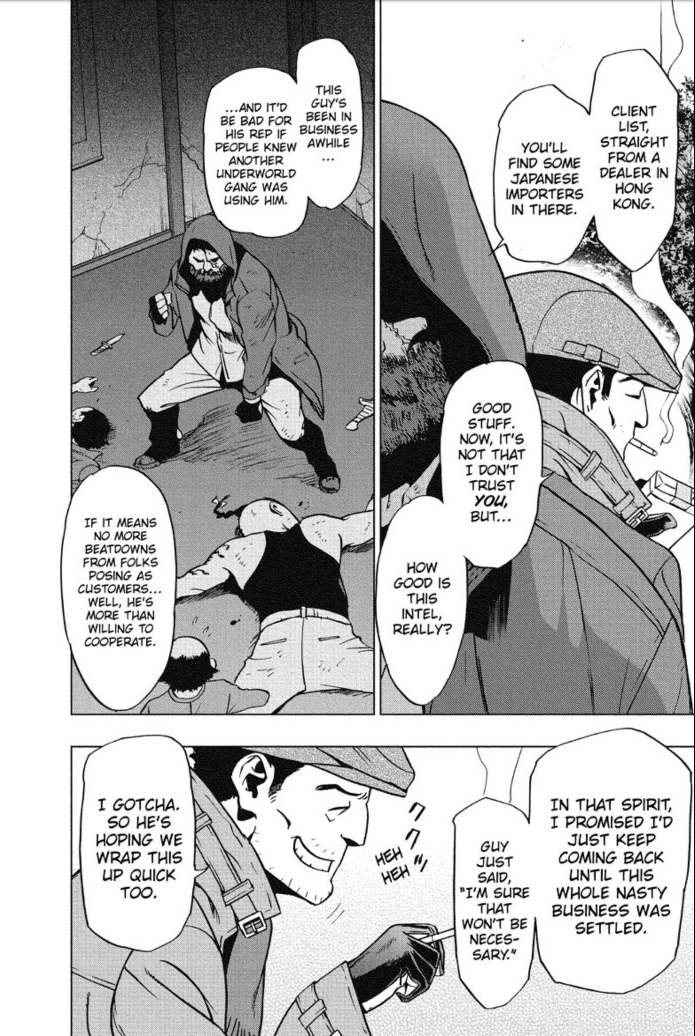 CLIENT
LIST,
STRAIGHT
FROM A
DEALER IN
HONG
KONG.
YOU'LL
FIND SOME
JAPANESE
IMPORTERS
IN THERE.
GOOD
STUFF.
NOW, IT'S
NOT THAT
I DON'T
TRUST
YOU,
BUT...
HOW
GOOD IS
THIS
INTEL,
REALLY?
THIS
GUY'S
BEEN IN
BUSINESS
AWHILE
...
...AND IT'D
BE BAD FOR
HIS REP IF
PEOPLE KNEW
ANOTHER
UNDERWORLD
GANG WAS
USING HIM.
IF IT MEANS
NO MORE
BEATDOWNS
FROM FOLKS
POSING AS
CUSTOMERS...
WELL, HE'S
MORE THAN
WILLING TO
COOPERATE.
IN THAT SPIRIT,
I PROMISED I'D
JUST KEEP
COMING BACK
UNTIL THIS
WHOLE NASTY
BUSINESS WAS
SETTLED.
GUY
JUST
SAID,
"I'M SURE
THAT
WON'T BE
NECES-
SARY."
クク
HEH
HEH
I GOTCHA.
SO HE'S
HOPING WE
WRAP THIS
UP QUICK
TOO.